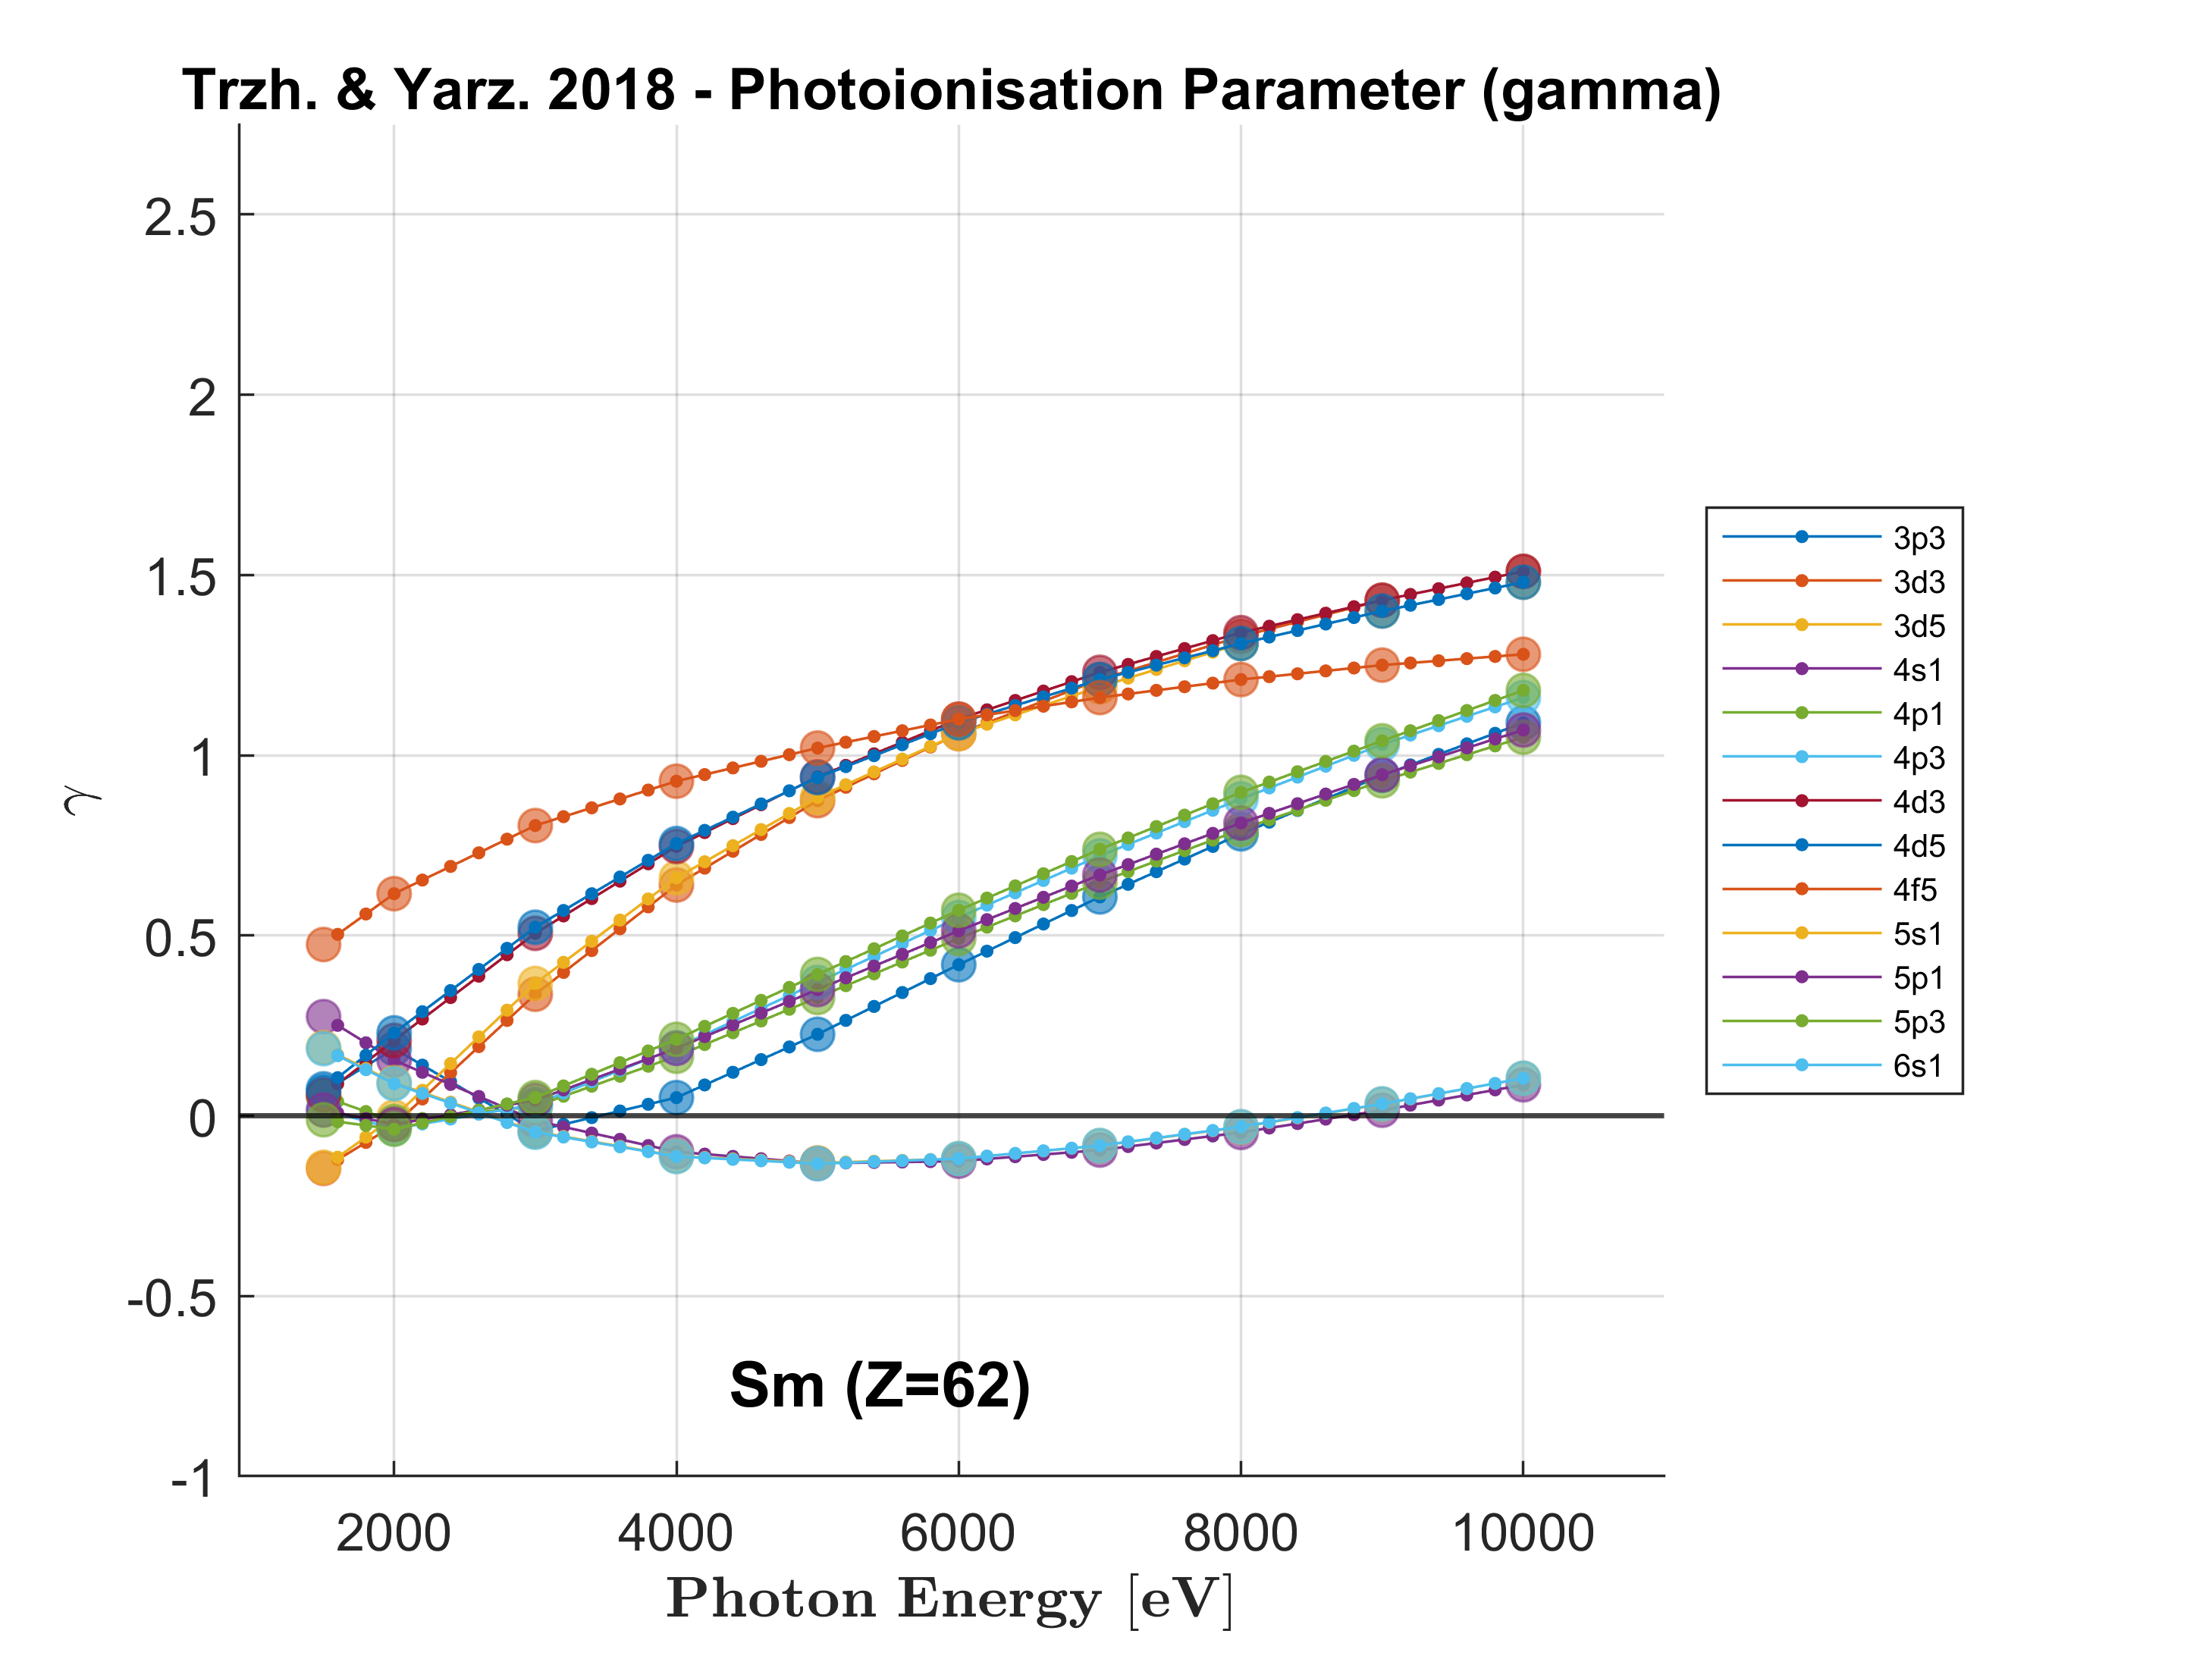 Trzh. & Yarz. 2018 - Photoionisation Parameter (gamma)
2.5
2
1.5
1
0.5
0
-0.5
-1
γ
3p3
3d3
3d5
4s1
4p1
4p3
4d3
4d5
4f5
5s1
5p1
5p3
6s1
Sm (Z=62)
2000 4000 6000 8000 10000
Photon Energy [eV]